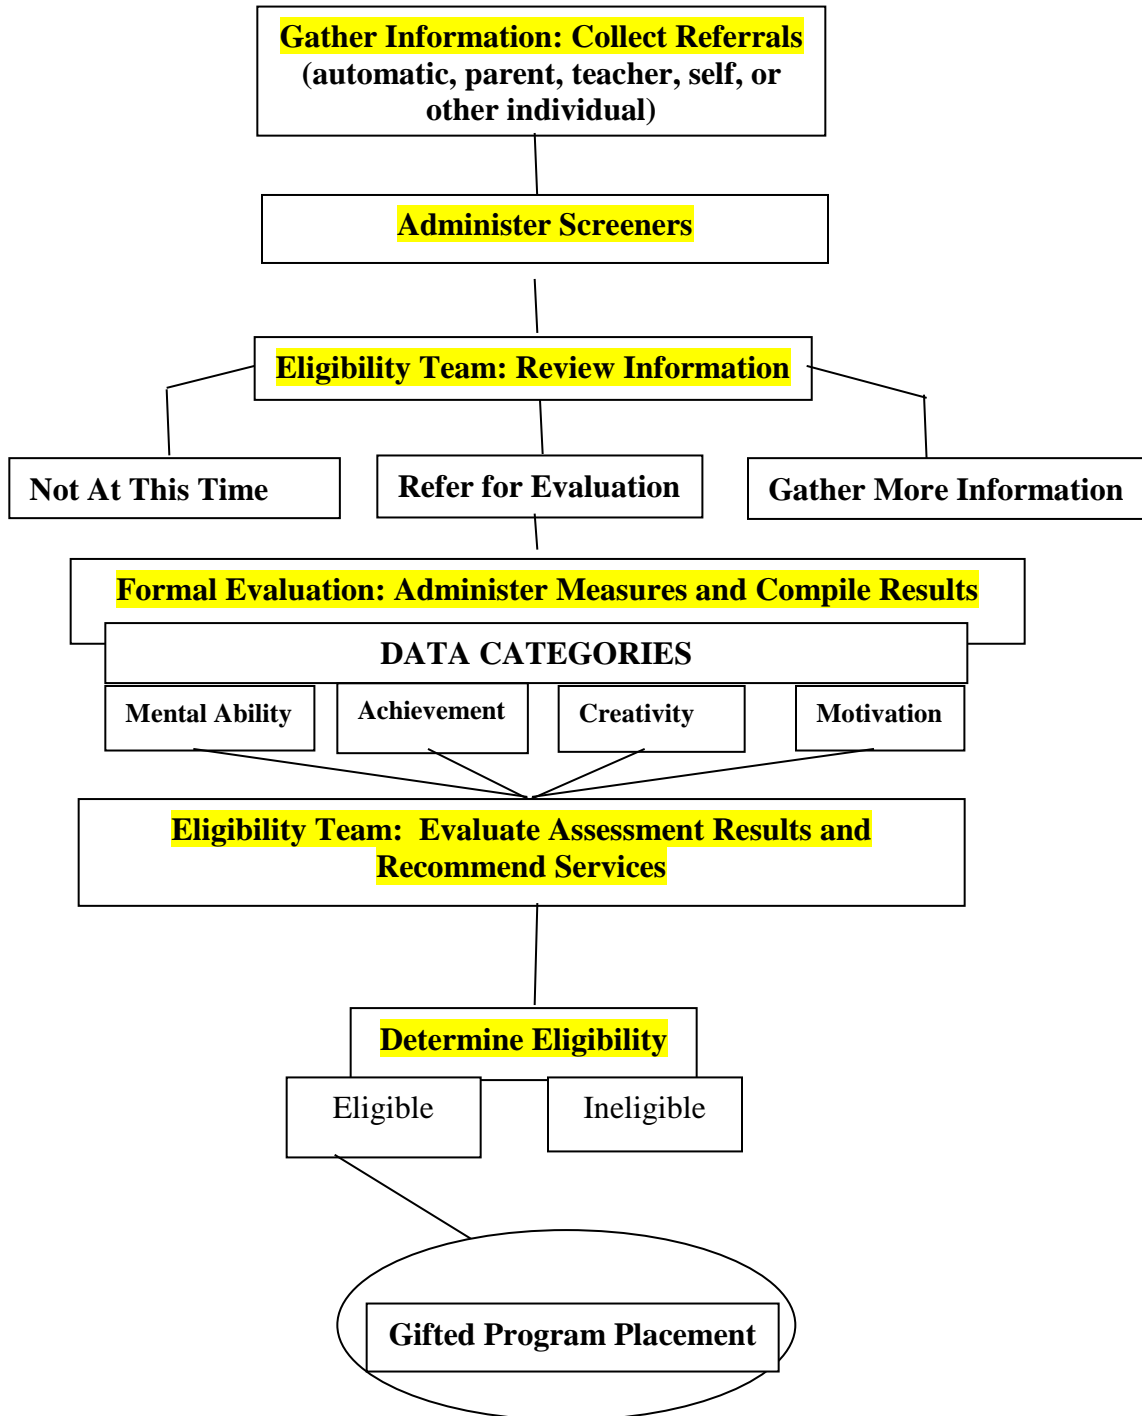 Gather Information: Collect Referrals
(automatic, parent, teacher, self, or
other individual)
Administer Screeners
Eligibility Team: Review Information
Not At This Time
Refer for Evaluation
Gather More Information
Formal Evaluation: Administer Measures and Compile Results
DATA CATEGORIES
Mental Ability
Achievement
Creativity
Motivation
Eligibility Team:  Evaluate Assessment Results and
Recommend Services
Determine Eligibility
Eligible
Ineligible
Gifted Program Placement